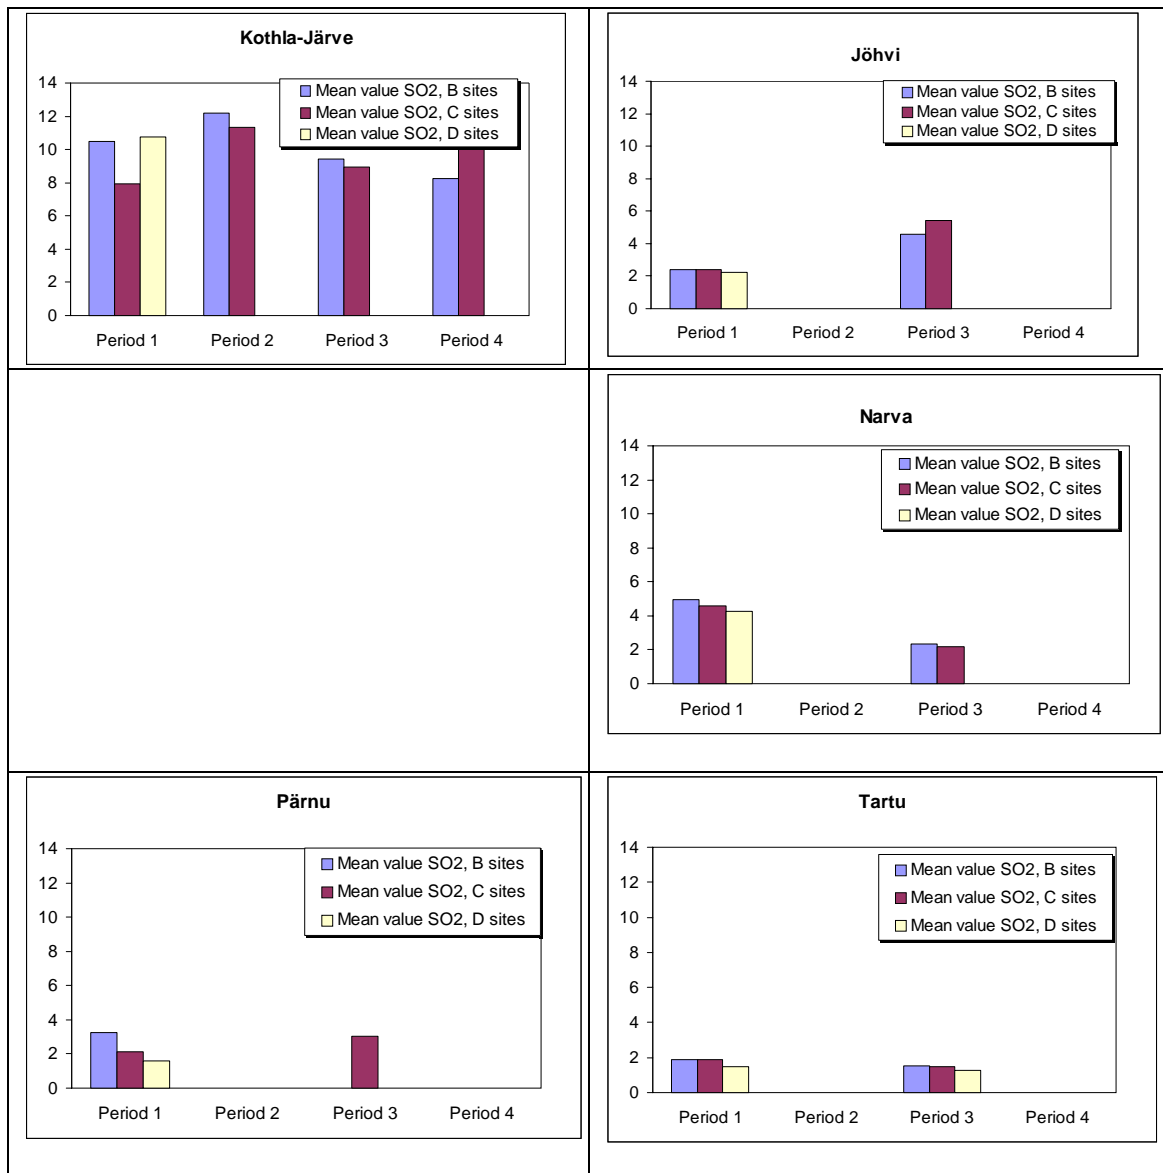 Kothla-Järve
14
12
10
8
6
4
2
0
Mean value SO2, B sites
Mean value SO2, C sites
Mean value SO2, D sites
Period 1 Period 2 Period 3 Period 4
Jöhvi
14
12
10
8
6
4
2
0
Mean value SO2, B sites
Mean value SO2, C sites
Mean value SO2, D sites
Period 1 Period 2 Period 3 Period 4
Narva
14
12
10
8
6
4
2
0
Mean value SO2, B sites
Mean value SO2, C sites
Mean value SO2, D sites
Period 1 Period 2 Period 3 Period 4
Pärnu
14
12
10
8
6
4
2
0
Mean value SO2, B sites
Mean value SO2, C sites
Mean value SO2, D sites
Period 1 Period 2 Period 3 Period 4
Tartu
14
12
10
8
6
4
2
0
Mean value SO2, B sites
Mean value SO2, C sites
Mean value SO2, D sites
Period 1 Period 2 Period 3 Period 4